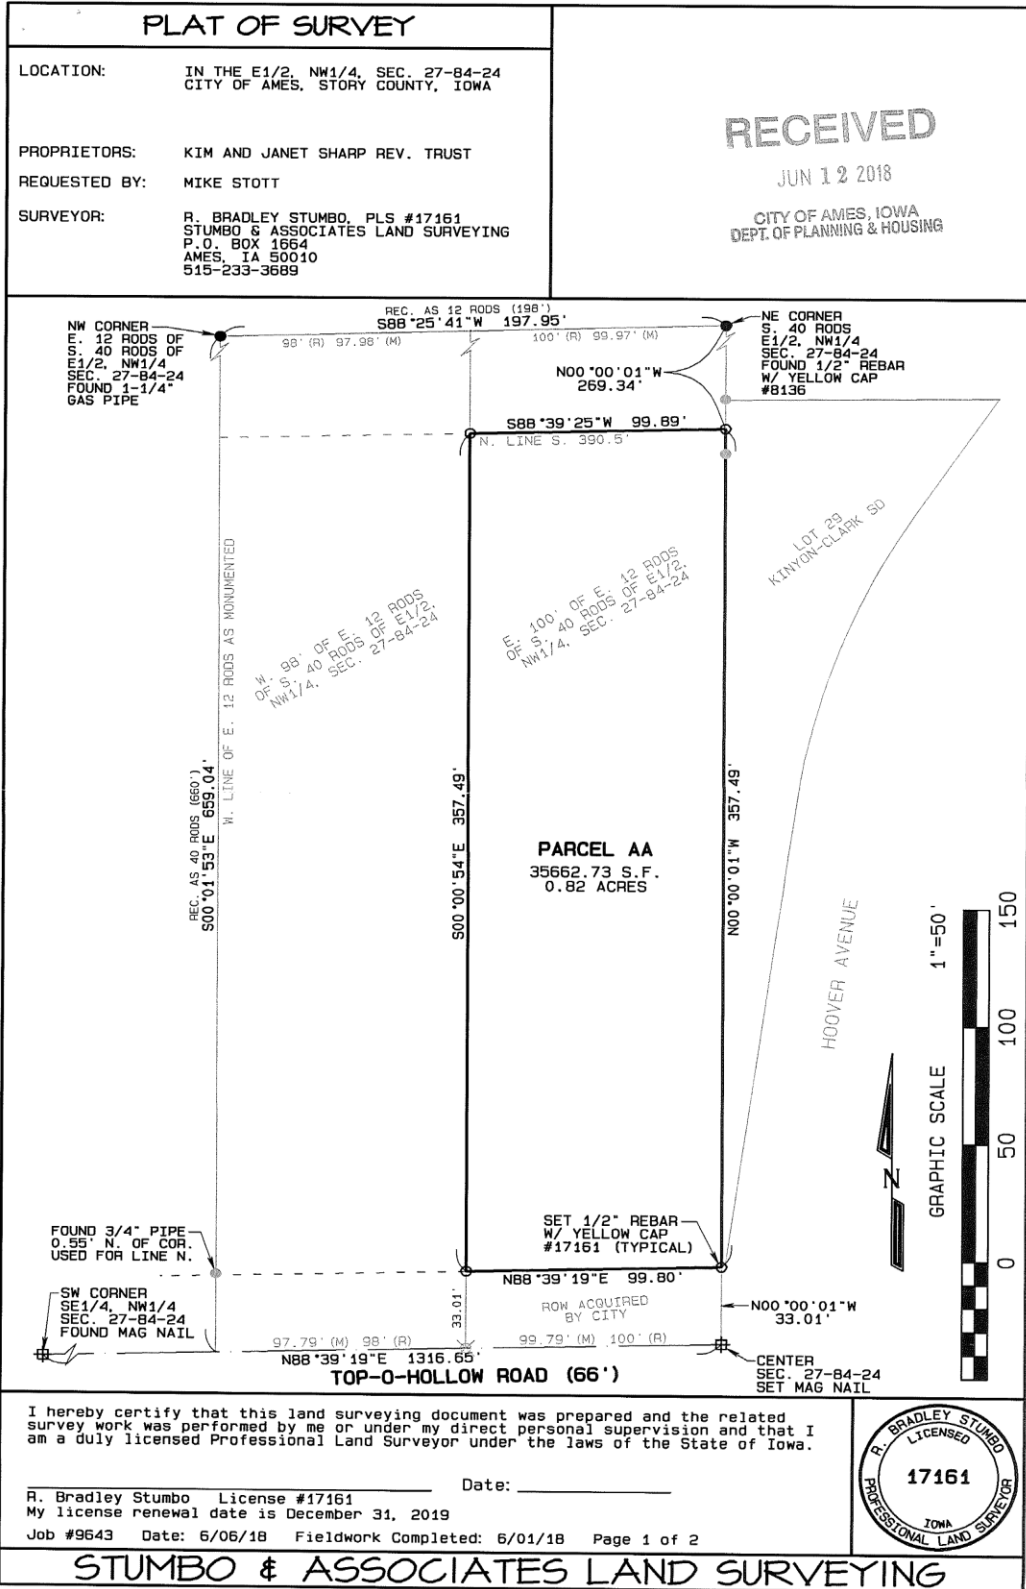 PLAT OF SURVEY
LOCATION: IN THE E1/2, NW1/4, SEC. 27-84-24
CITY OF AMES, STORY COUNTY, IOWA
PROPRIETORS: KIM AND JANET SHARP REV. TRUST
REQUESTED BY: MIKE STOTT
SURVEYOR: R. BRADLEY STUMBO, PLS #17161
STUMBO & ASSOCIATES LAND SURVEYING
P.O. BOX 1664
AMES, IA 50010
515-233-3689
RECEIVED
JUN 12 2018
CITY OF AMES, IOWA
DEPT. OF PLANNING & HOUSING
NW CORNER
E. 12 RODS OF
S. 40 RODS OF
E1/2, NW1/4
SEC. 27-84-24
FOUND 1-1/4"
GAS PIPE
REC. AS 12 RODS (198')
S88°25'41"W 197.95'
98' (R) 97.98' (M)
100' (R) 99.97' (M)
NE CORNER
S. 40 RODS
E1/2, NW1/4
SEC. 27-84-24
FOUND 1/2" REBAR
W/ YELLOW CAP
#8136
N00°00'01"W
269.34'
S88°39'25"W 99.89'
N. LINE S. 390.5'
W. LINE OF E. 12 RODS AS MONUMENTED
REC. AS 40 RODS (660')
S00°01'53"E 659.04'
W. 98' OF E. 12 RODS
OF S. 40 RODS OF E1/2,
NW1/4, SEC. 27-84-24
E. 100' OF E. 12 RODS
OF S. 40 RODS OF E1/2,
NW1/4, SEC. 27-84-24
LOT 29
KINYON-CLARK SD
S00°00'54"E 357.49'
PARCEL AA
35662.73 S.F.
0.82 ACRES
N00°00'01"W 357.49'
HOOVER AVENUE
GRAPHIC SCALE 1"=50'
0 50 100 150
N
FOUND 3/4" PIPE
0.55' N. OF COR.
USED FOR LINE N.
SW CORNER
SE1/4, NW1/4
SEC. 27-84-24
FOUND MAG NAIL
SET 1/2" REBAR
W/ YELLOW CAP
#17161 (TYPICAL)
N88°39'19"E 99.80'
ROW ACQUIRED
BY CITY
33.01'
N00°00'01"W
33.01'
97.79' (M) 98' (R)
99.79' (M) 100' (R)
N88°39'19"E 1316.65'
TOP-O-HOLLOW ROAD (66')
CENTER
SEC. 27-84-24
SET MAG NAIL
I hereby certify that this land surveying document was prepared and the related
survey work was performed by me or under my direct personal supervision and that I
am a duly licensed Professional Land Surveyor under the laws of the State of Iowa.
Date:
R. Bradley Stumbo License #17161
My license renewal date is December 31, 2019
Job #9643 Date: 6/06/18 Fieldwork Completed: 6/01/18 Page 1 of 2
R. BRADLEY STUMBO
LICENSED
17161
IOWA
PROFESSIONAL LAND SURVEYOR
STUMBO & ASSOCIATES LAND SURVEYING